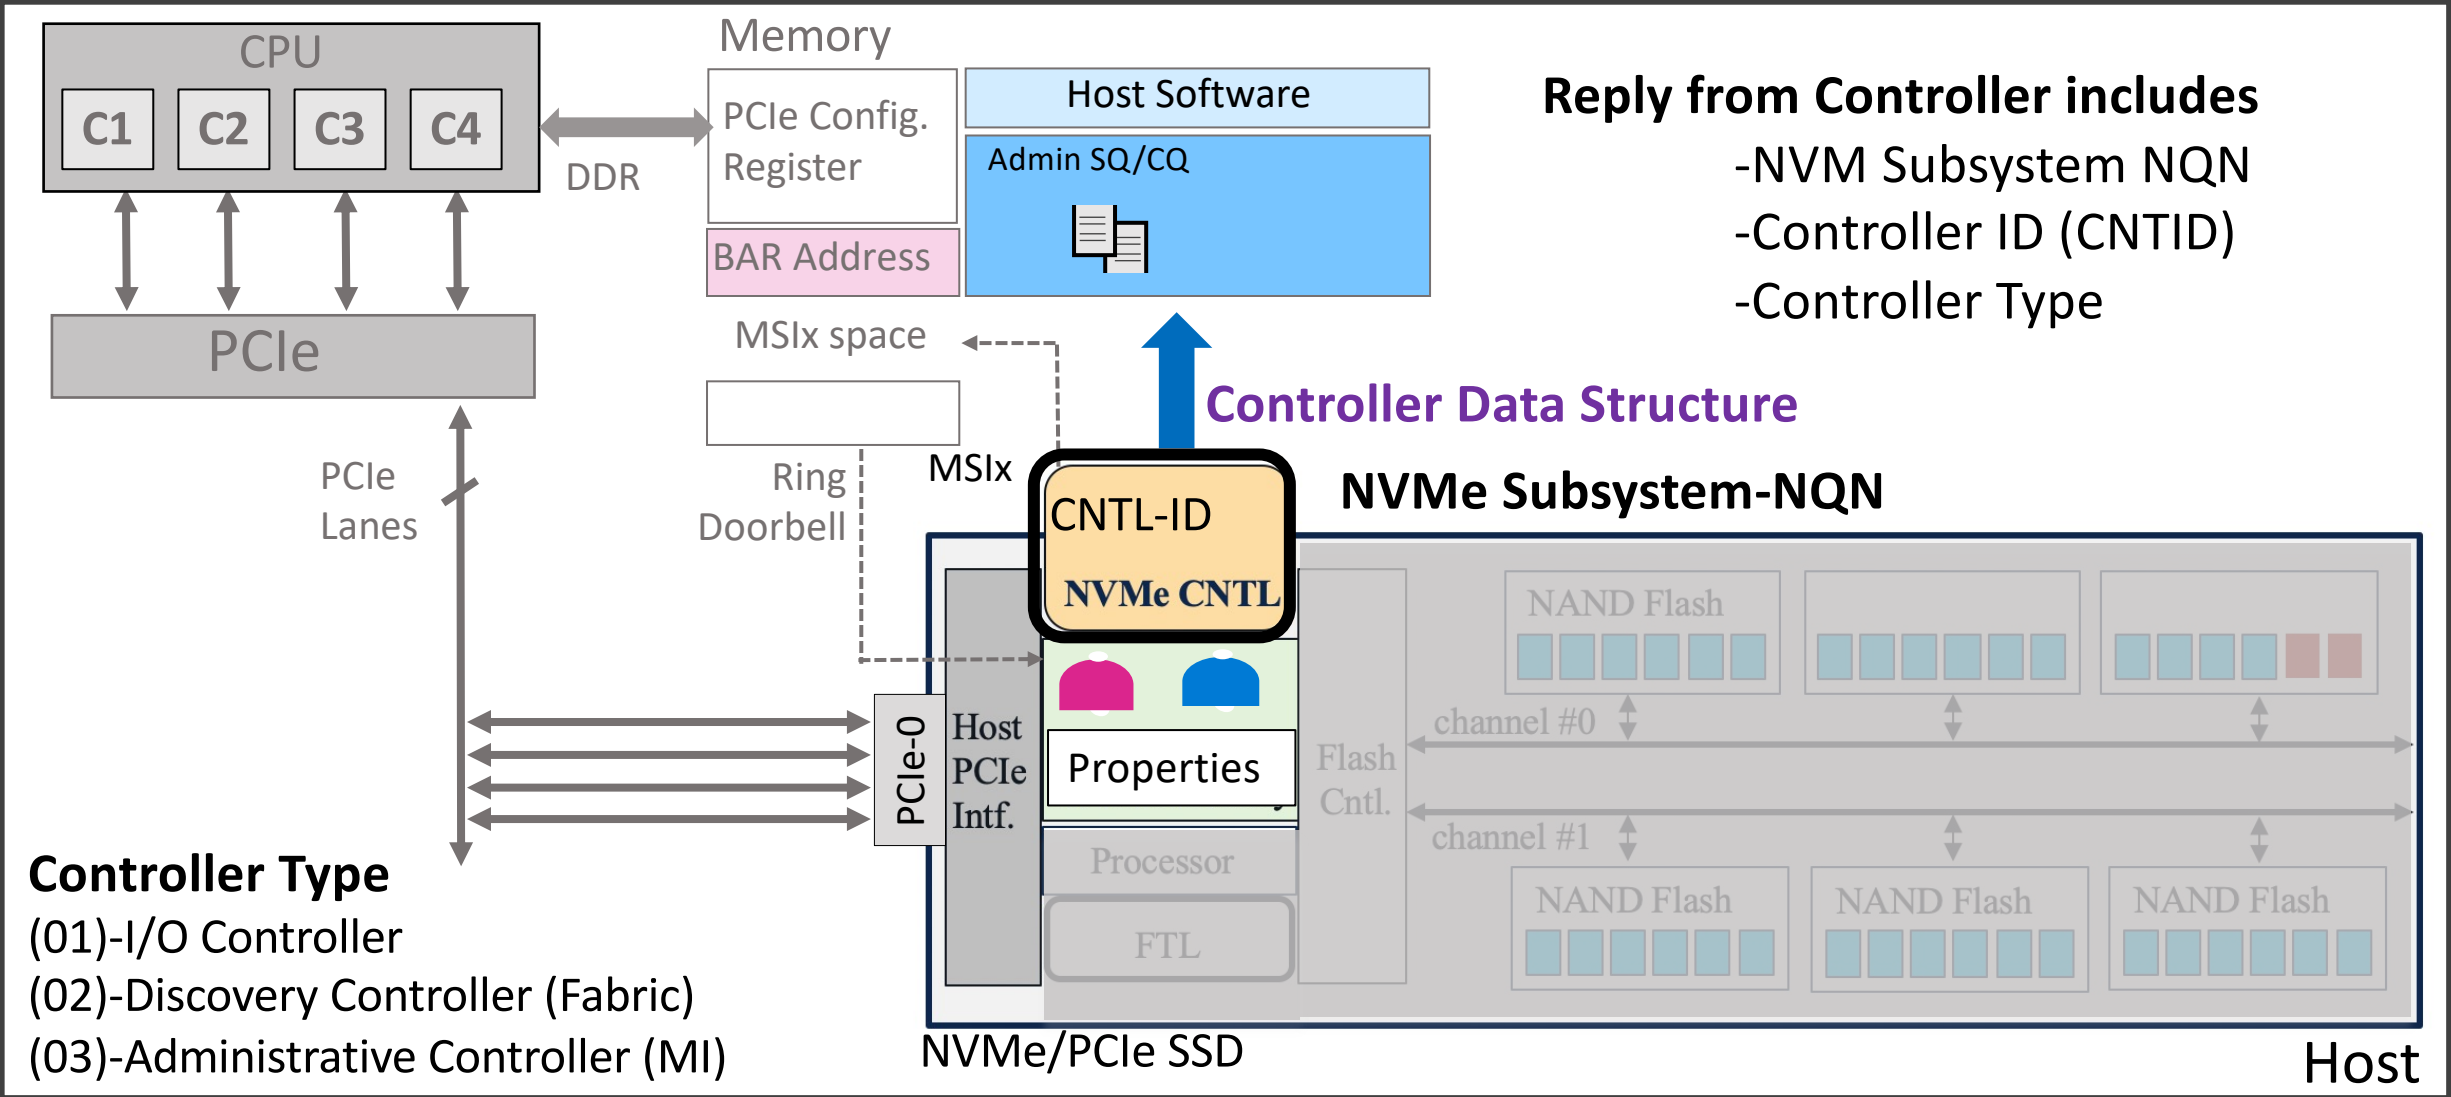 CPU
C1 C2 C3 C4
DDR
PCIe
PCIe
Lanes
Memory
PCIe Config.
Register
BAR Address
MSIx space
Ring
Doorbell
MSIx
Host Software
Admin SQ/CQ
Reply from Controller includes
-NVM Subsystem NQN
-Controller ID (CNTID)
-Controller Type
Controller Data Structure
NVMe Subsystem-NQN
CNTL-ID
NVMe CNTL
PCIe-0
Host
PCIe
Intf.
Properties
Processor
FTL
Flash
Cntl.
NAND Flash
channel #0
channel #1
NAND Flash
NAND Flash
NAND Flash
NVMe/PCIe SSD
Host
Controller Type
(01)-I/O Controller
(02)-Discovery Controller (Fabric)
(03)-Administrative Controller (MI)